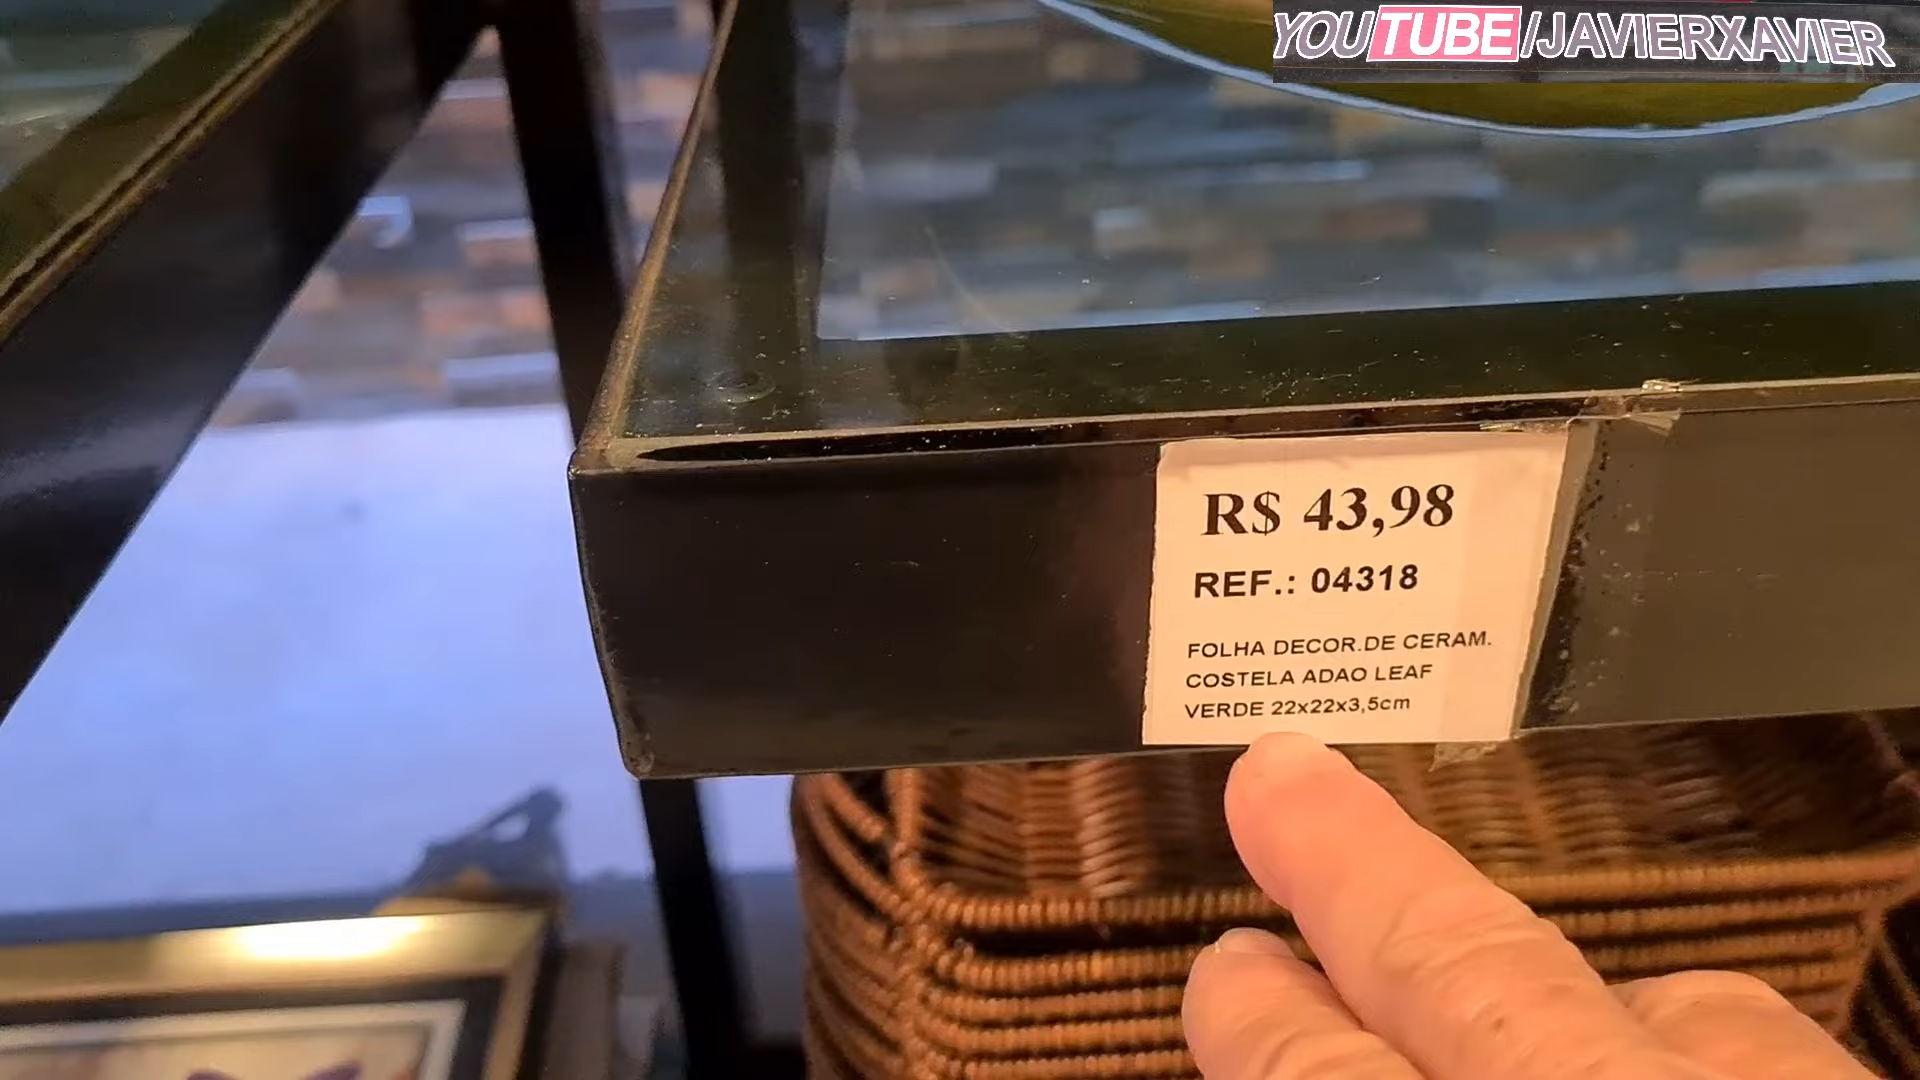 YOUTUBE/JAVIERXAVIER
R$ 43,98
REF.: 04318
FOLHA DECOR.DE CERAM.
COSTELA ADAO LEAF
VERDE 22x22x3,5cm